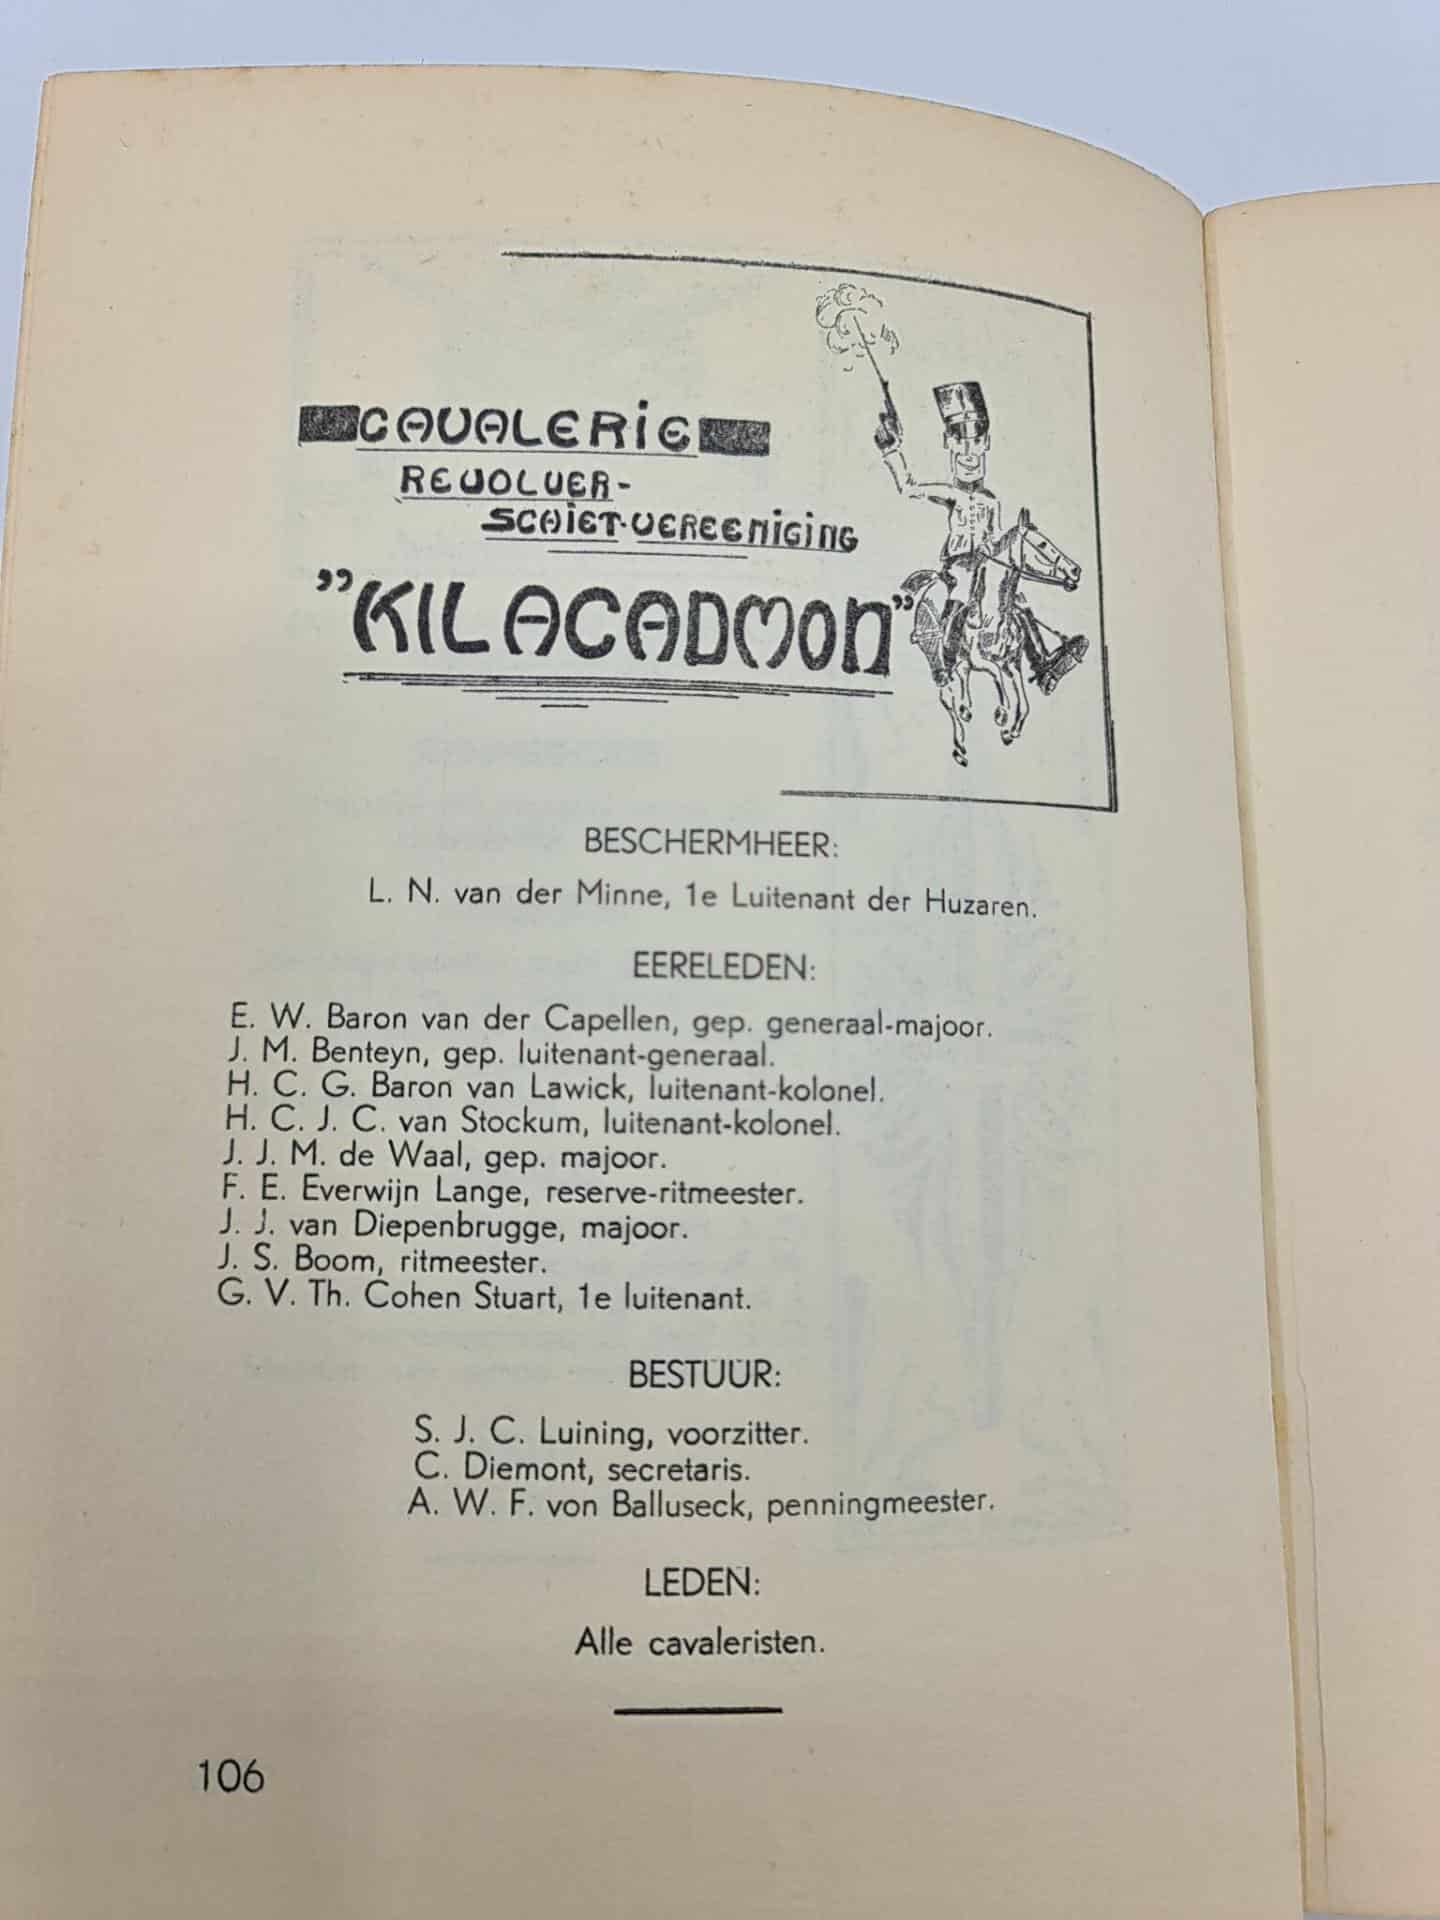 CAVALERIE
REVOLVER-
SCHIET-VEREENIGING
”KILACADMON”
BESCHERMHEER:
L. N. van der Minne, 1e Luitenant der Huzaren.
EERELEDEN:
E. W. Baron van der Capellen, gep. generaal-majoor.
J. M. Benteyn, gep. luitenant-generaal.
H. C. G. Baron van Lawick, luitenant-kolonel.
H. C. J. C. van Stockum, luitenant-kolonel.
J. J. M. de Waal, gep. majoor.
F. E. Everwijn Lange, reserve-ritmeester.
J. J. van Diepenbrugge, majoor.
J. S. Boom, ritmeester.
G. V. Th. Cohen Stuart, 1e luitenant.
BESTUUR:
S. J. C. Luining, voorzitter.
C. Diemont, secretaris.
A. W. F. von Balluseck, penningmeester.
LEDEN:
Alle cavaleristen.
106